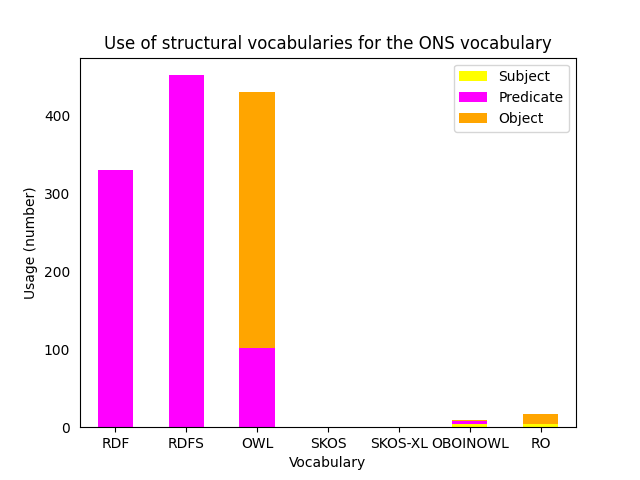 Use of structural vocabularies for the ONS vocabulary
Subject
Predicate
Object
Usage (number)
400
300
200
100
0
RDF RDFS OWL SKOS SKOS-XL OBOINOWL RO
Vocabulary